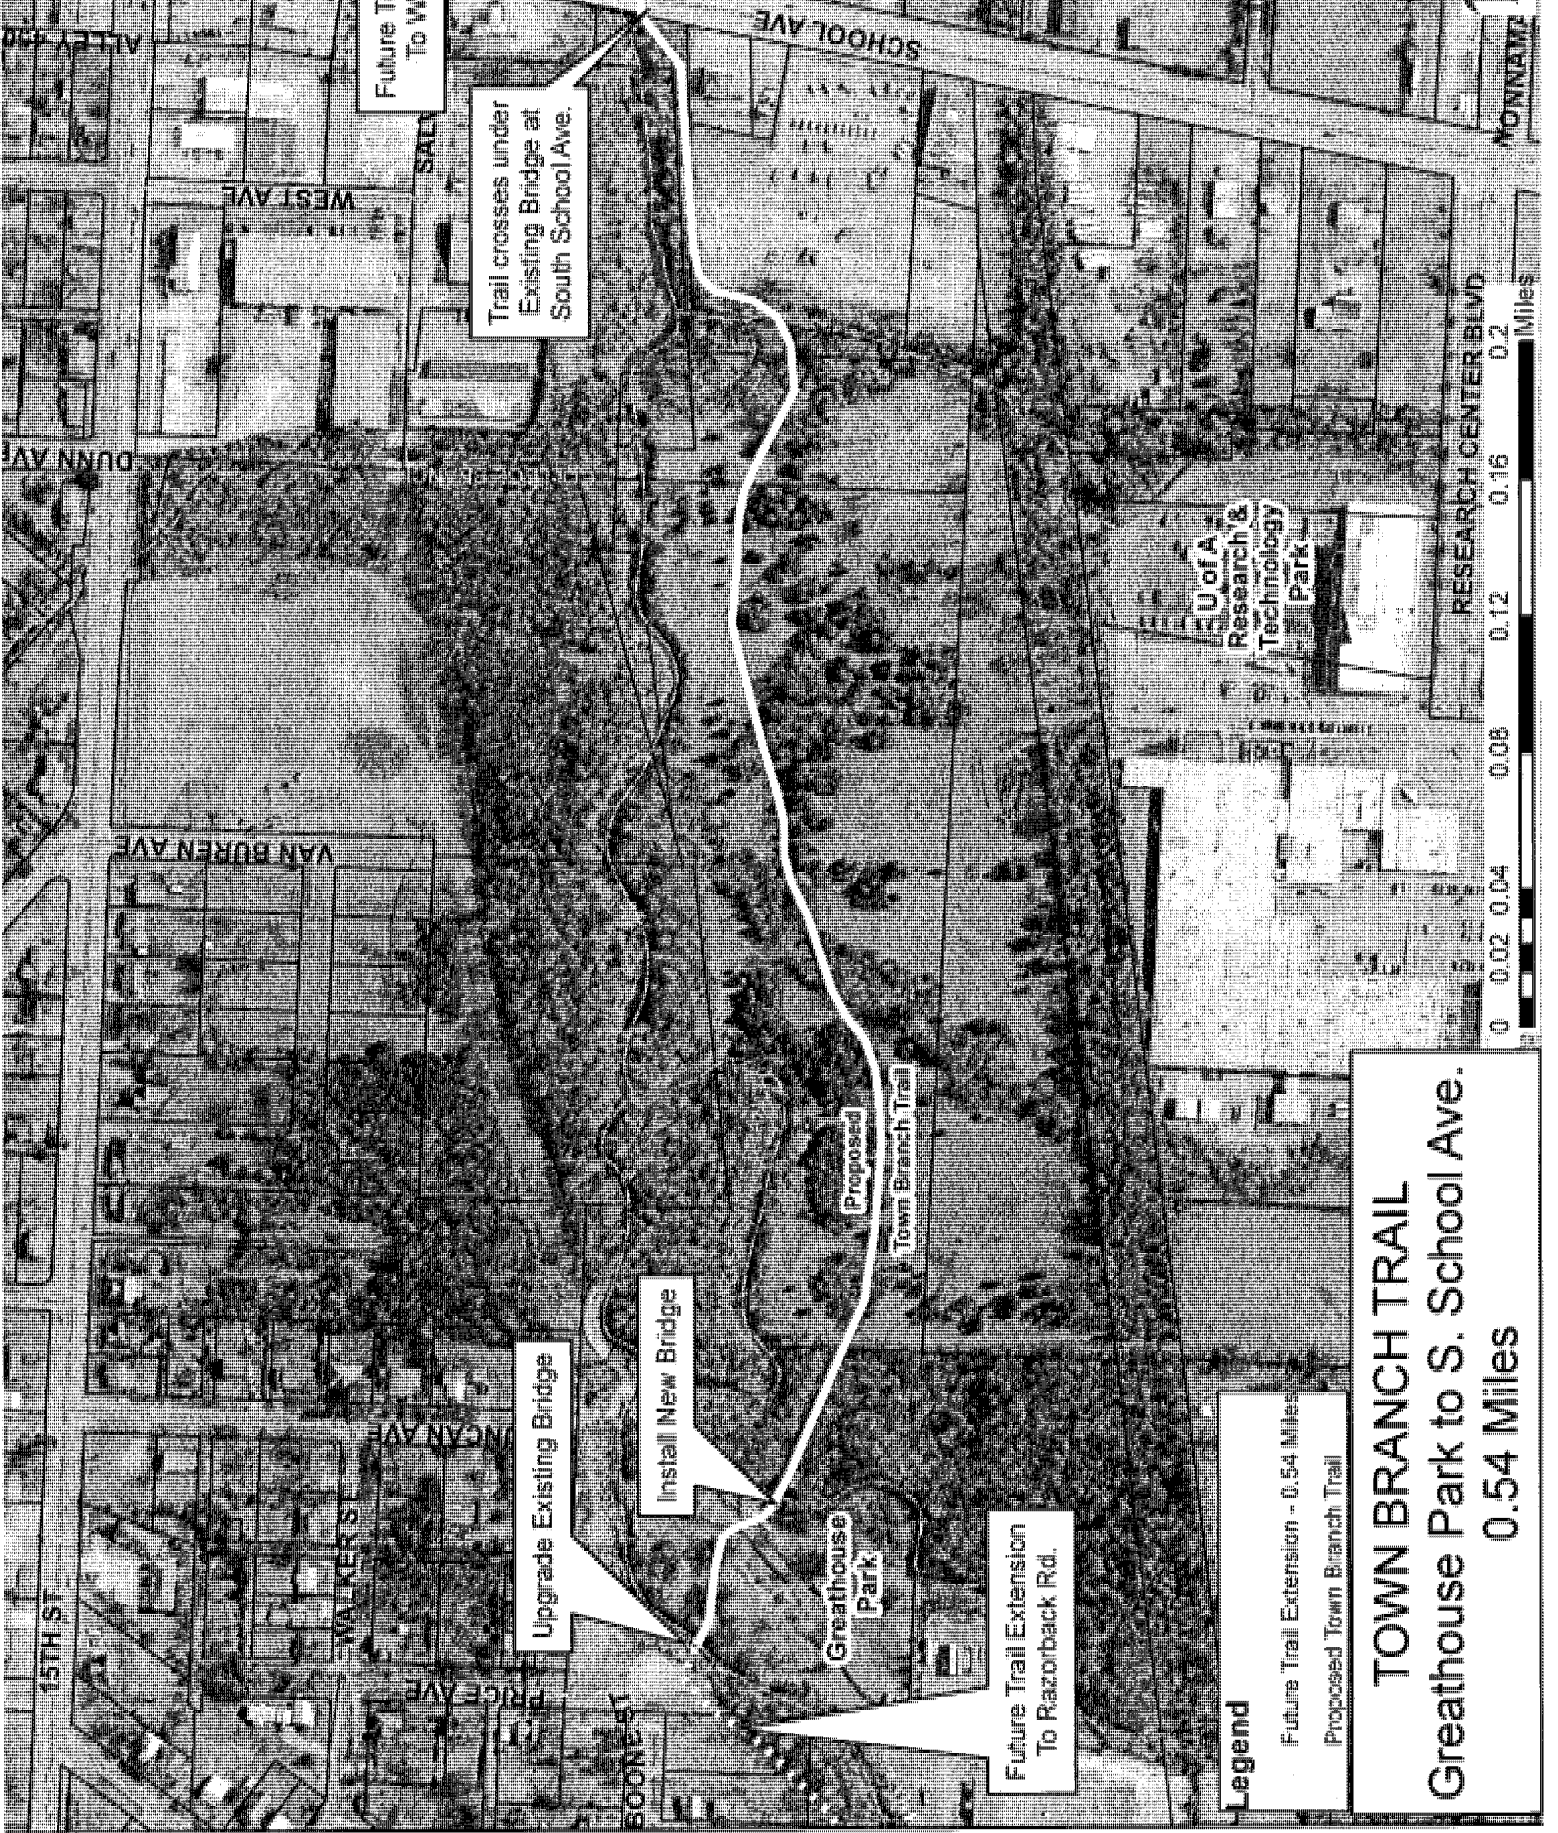 15TH ST
WALKER ST
PRICE AVE
BOONE ST
VAN BUREN AVE
DUNN AVE
WEST AVE
SCHOOL AVE
RESEARCH CENTER BLVD
Upgrade Existing Bridge
Install New Bridge
Trail crosses under
Existing Bridge at
South School Ave.
Future
To
Greathouse
Park
Proposed
Town Branch Trail
U of A
Research &
Technology
Park
Future Trail Extension
To Razorback Rd.
Legend
Future Trail Extension - 0.54 Miles
Proposed Town Branch Trail
0 0.02 0.04 0.08 0.12 0.16 0.2
Miles
TOWN BRANCH TRAIL
Greathouse Park to S. School Ave.
0.54 Miles